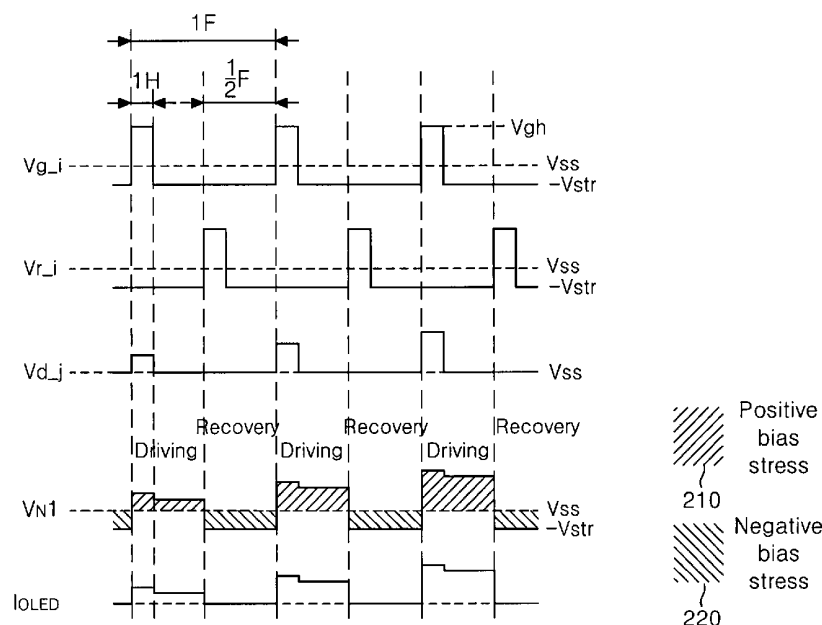 1F
1H
1/2F
Vgh
Vg_i
Vss
-Vstr
Vr_i
Vss
-Vstr
Vd_j
Vss
Driving Recovery Driving Recovery Driving Recovery
VN1
Vss
-Vstr
IOLED
Positive
bias
stress
210
Negative
bias
stress
220